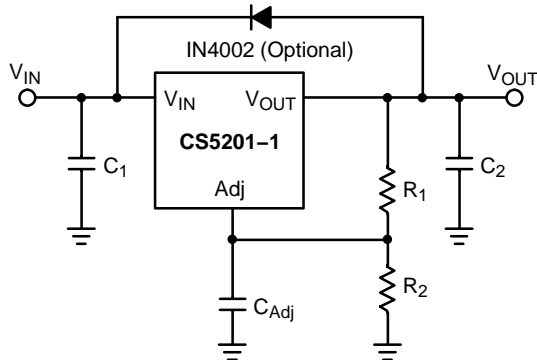 IN4002 (Optional)
VIN
VOUT
VIN
VOUT
CS5201–1
C1
C2
R1
Adj
R2
CAdj